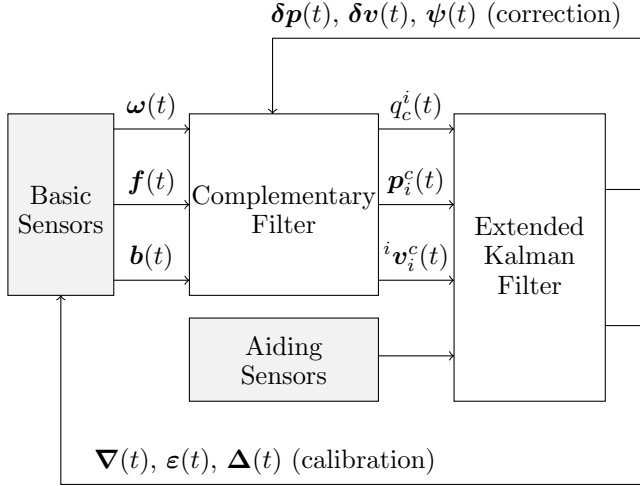 δp(t), δv(t), ψ(t) (correction)
ω(t)
f(t)
b(t)
Basic
Sensors
Complementary
Filter
q_c^i(t)
p_i^c(t)
^i v_i^c(t)
Extended
Kalman
Filter
Aiding
Sensors
∇(t), ε(t), Δ(t) (calibration)